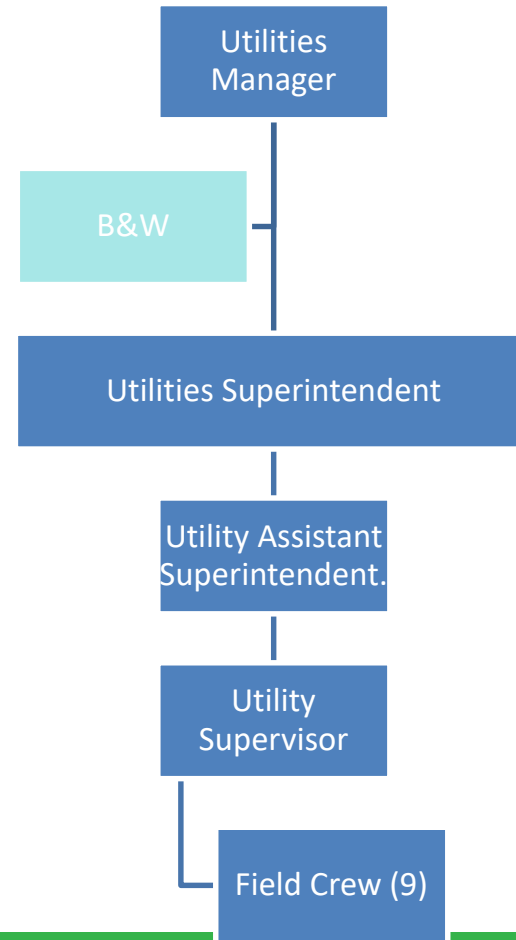 Utilities
Manager
B&W
Utilities Superintendent
Utility Assistant
Superintendent.
Utility
Supervisor
Field Crew (9)